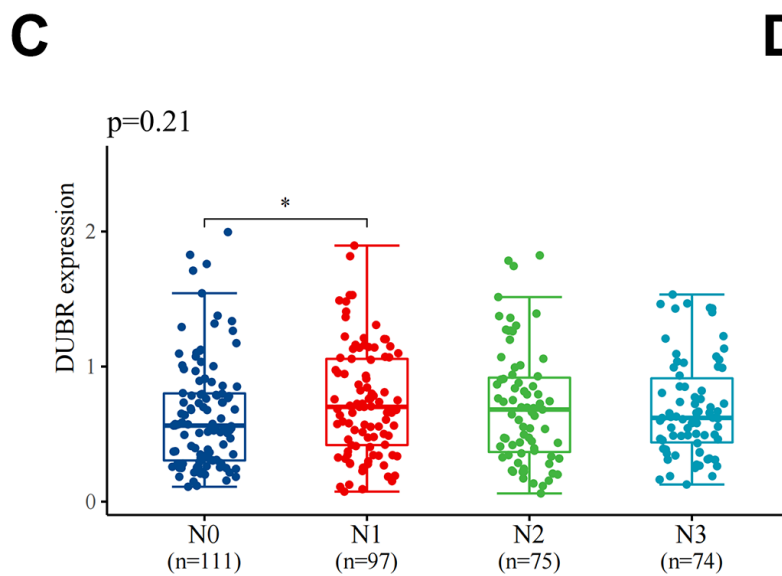 C
p=0.21
*
DUBR expression
2
1
0
N0 N1 N2 N3
(n=111) (n=97) (n=75) (n=74)